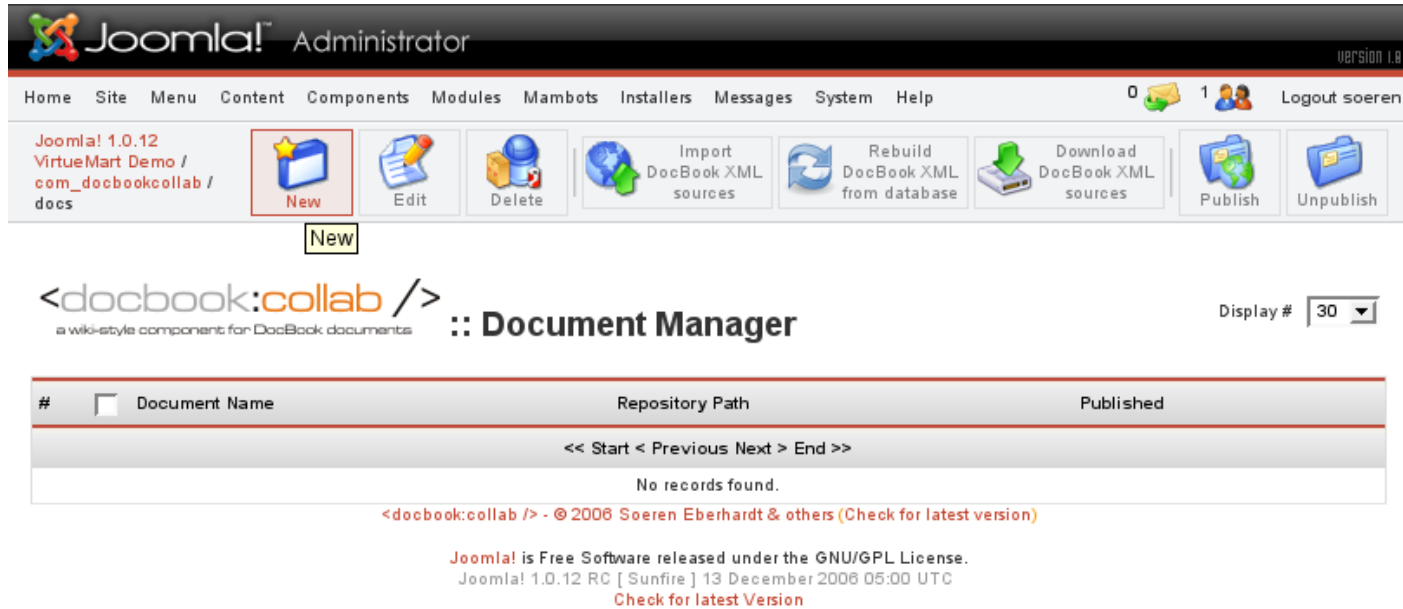 Joomla!™ Administrator
version 1.0
Home Site Menu Content Components Modules Mambots Installers Messages System Help 0 1 Logout soeren
Joomla! 1.0.12
VirtueMart Demo /
com_docbookcollab /
docs
New
Edit
Delete
Import
DocBook XML
sources
Rebuild
DocBook XML
from database
Download
DocBook XML
sources
Publish
Unpublish
New
<docbook:collab />
a wiki-style component for DocBook documents
:: Document Manager
Display # 30
# Document Name Repository Path Published
<< Start < Previous Next > End >>
No records found.
<docbook:collab /> - © 2006 Soeren Eberhardt & others (Check for latest version)
Joomla! is Free Software released under the GNU/GPL License.
Joomla! 1.0.12 RC [ Sunfire ] 13 December 2006 05:00 UTC
Check for latest Version